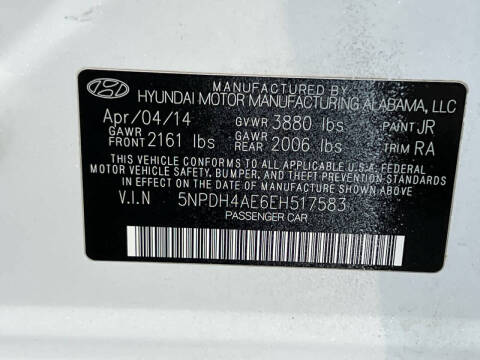 MANUFACTURED BY
HYUNDAI MOTOR MANUFACTURING ALABAMA, LLC
Apr/04/14 GVWR 3880 lbs PAINT JR
GAWR FRONT 2161 lbs GAWR REAR 2006 lbs TRIM RA
THIS VEHICLE CONFORMS TO ALL APPLICABLE U.S.A. FEDERAL
MOTOR VEHICLE SAFETY, BUMPER, AND THEFT PREVENTION STANDARDS
IN EFFECT ON THE DATE OF MANUFACTURE SHOWN ABOVE.
V.I.N 5NPDH4AE6EH517583
PASSENGER CAR